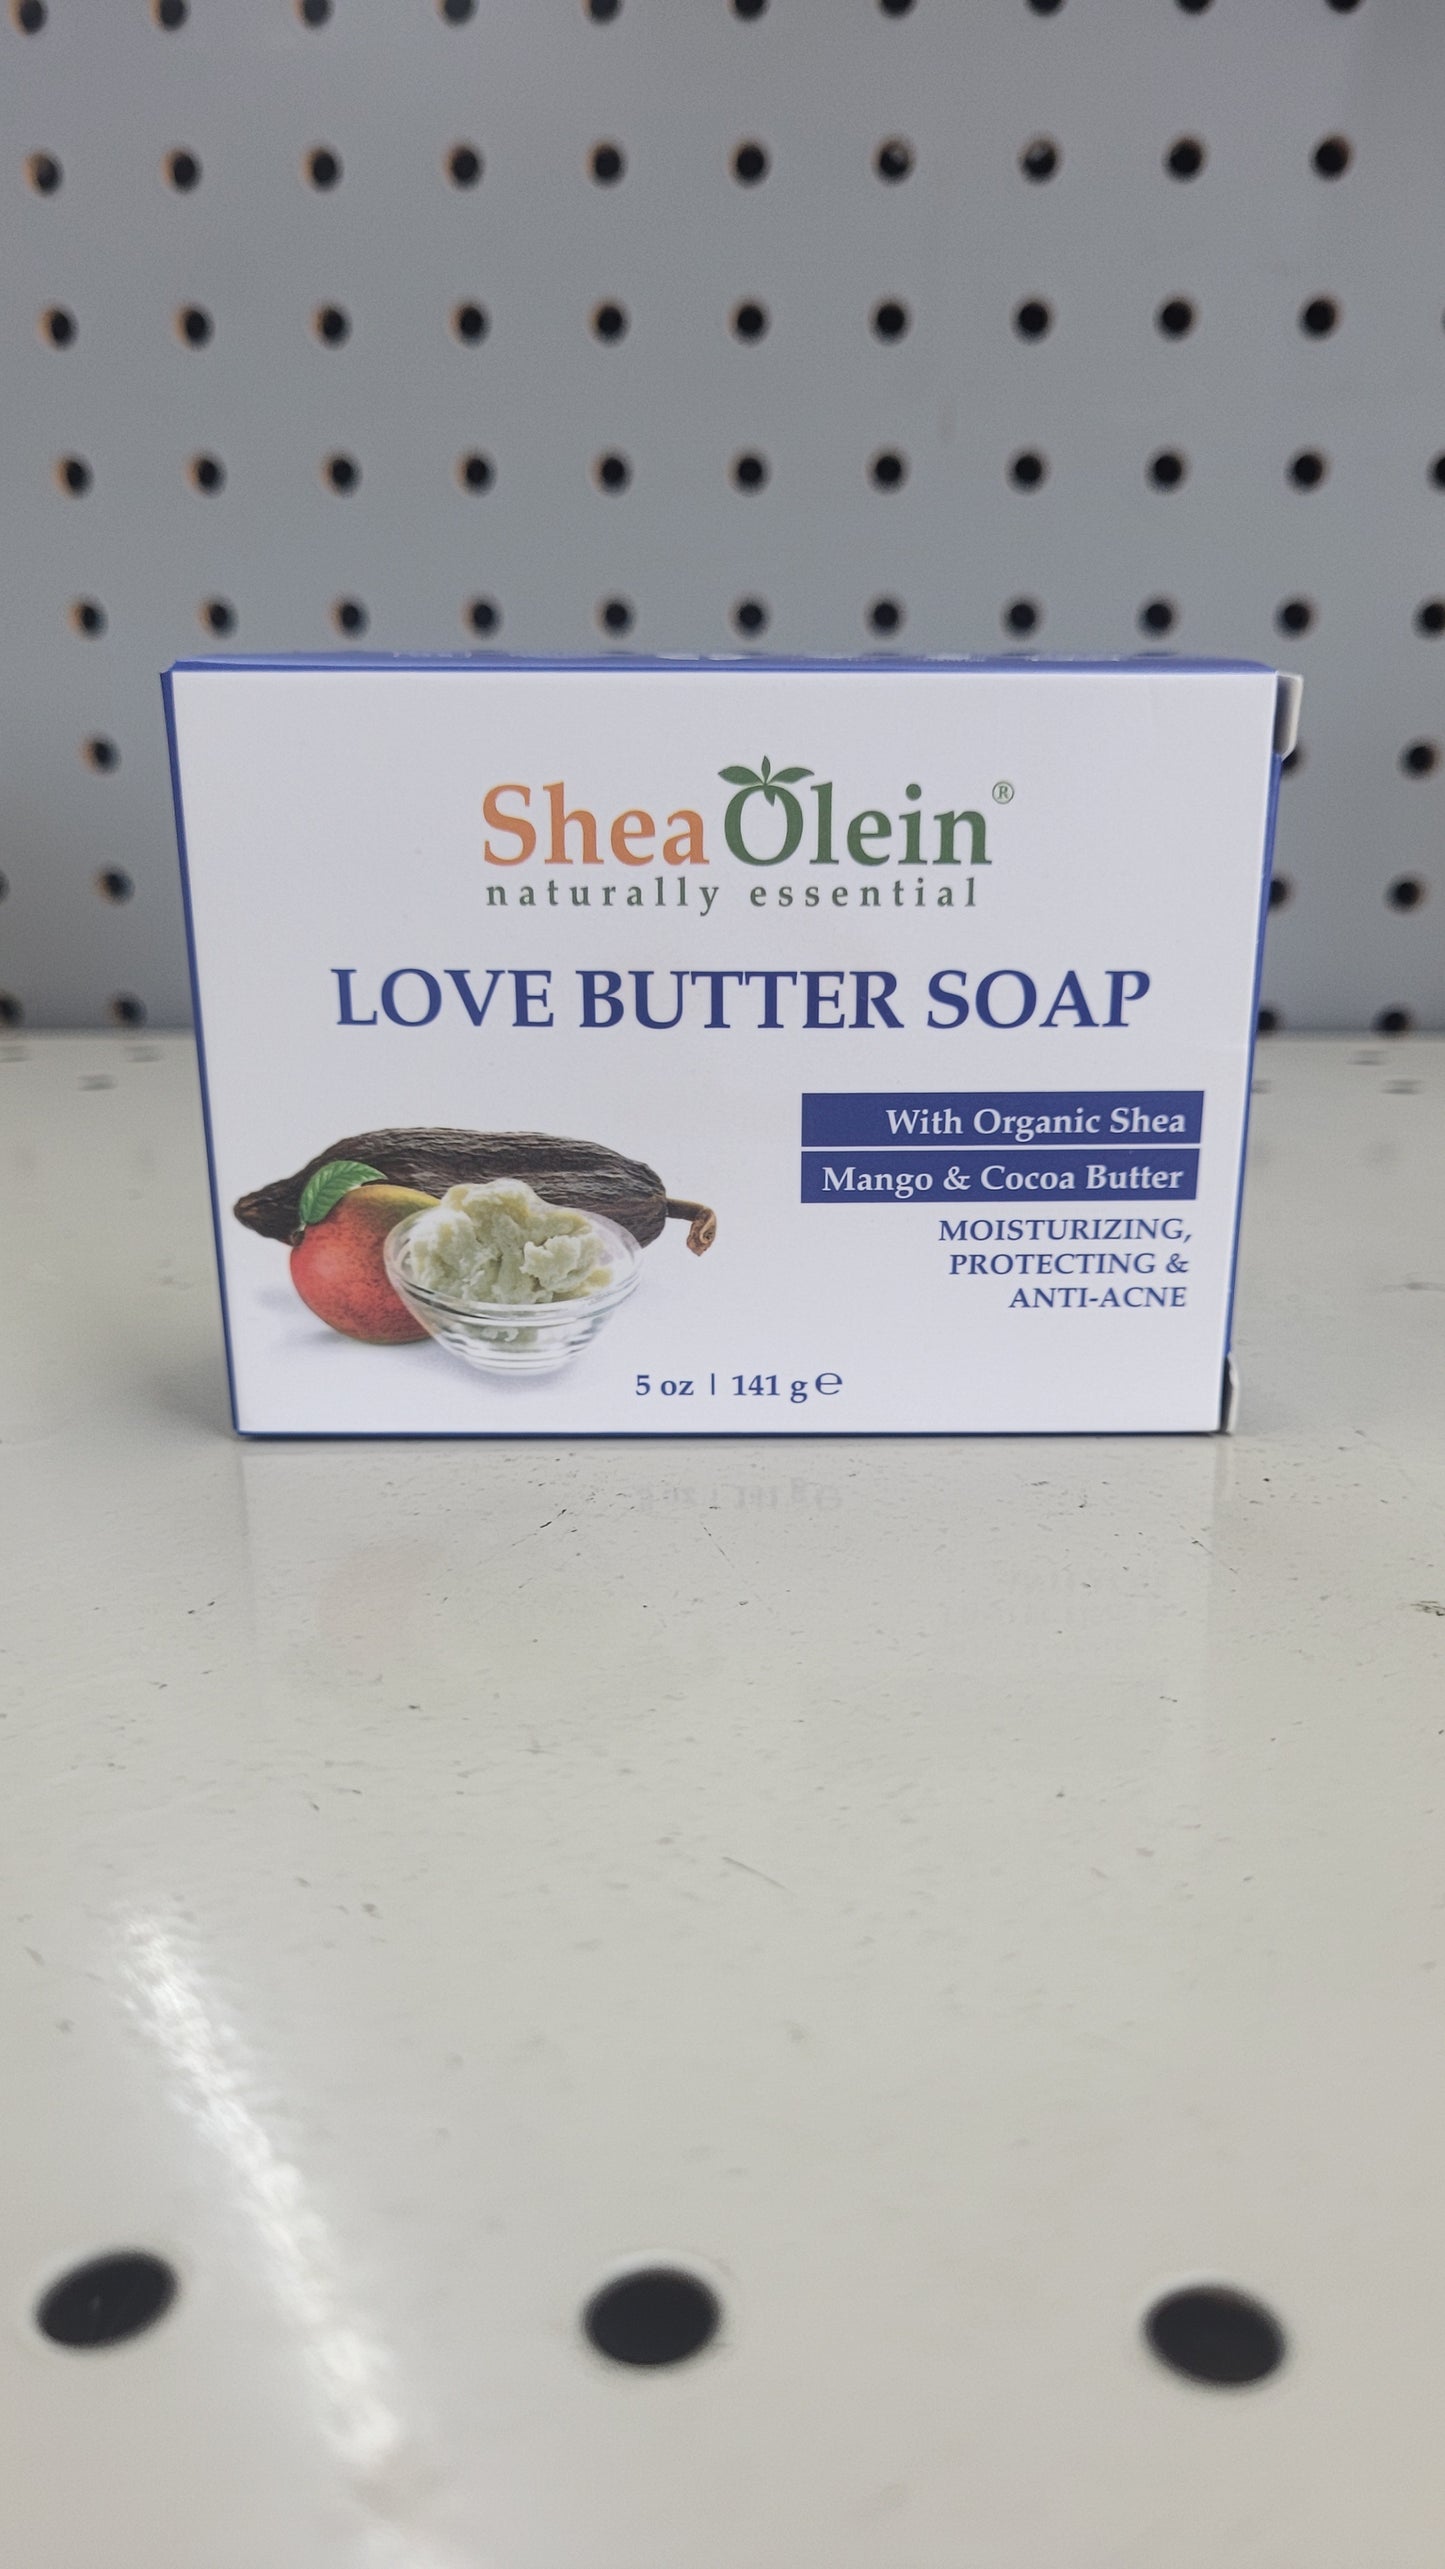 SheaOlein®
naturally essential
LOVE BUTTER SOAP
With Organic Shea
Mango & Cocoa Butter
MOISTURIZING,
PROTECTING &
ANTI-ACNE
5 oz | 141 g ℮